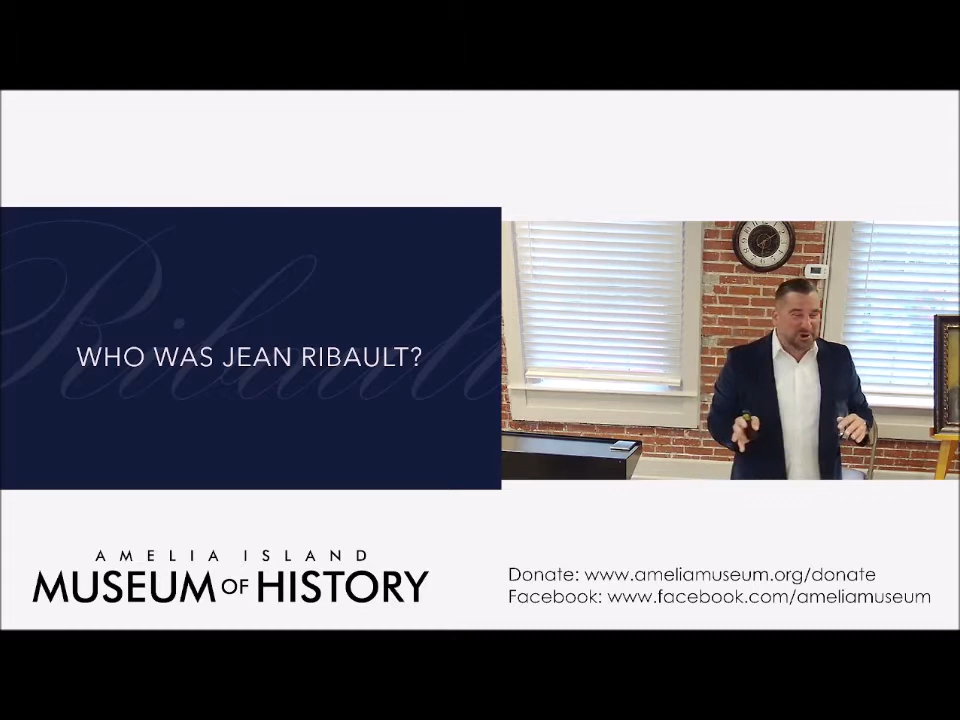 Ribault
WHO WAS JEAN RIBAULT?
AMELIA ISLAND
MUSEUM OF HISTORY
Donate: www.ameliamuseum.org/donate
Facebook: www.facebook.com/ameliamuseum